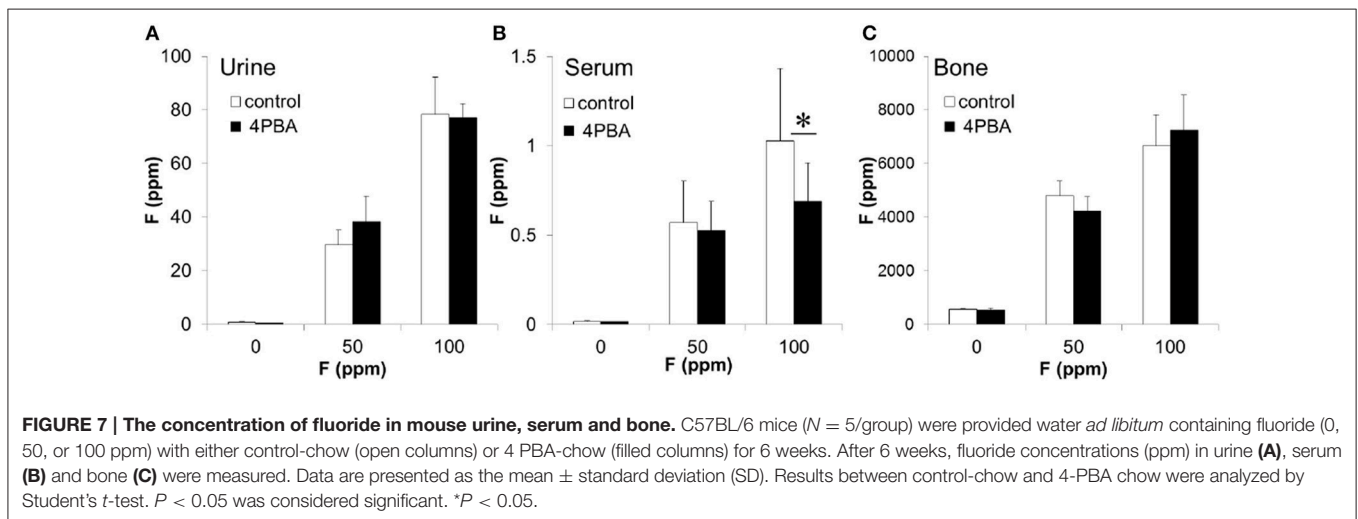 A
Urine
control
4PBA
100
80
60
40
20
0
F (ppm)
0 50 100
F (ppm)
B
Serum
control
4PBA
*
1.5
1
0.5
0
F (ppm)
0 50 100
F (ppm)
C
Bone
control
4PBA
10000
8000
6000
4000
2000
0
F (ppm)
0 50 100
F (ppm)
FIGURE 7 | The concentration of fluoride in mouse urine, serum and bone. C57BL/6 mice (N = 5/group) were provided water ad libitum containing fluoride (0,
50, or 100 ppm) with either control-chow (open columns) or 4 PBA-chow (filled columns) for 6 weeks. After 6 weeks, fluoride concentrations (ppm) in urine (A), serum
(B) and bone (C) were measured. Data are presented as the mean ± standard deviation (SD). Results between control-chow and 4-PBA chow were analyzed by
Student's t-test. P < 0.05 was considered significant. *P < 0.05.